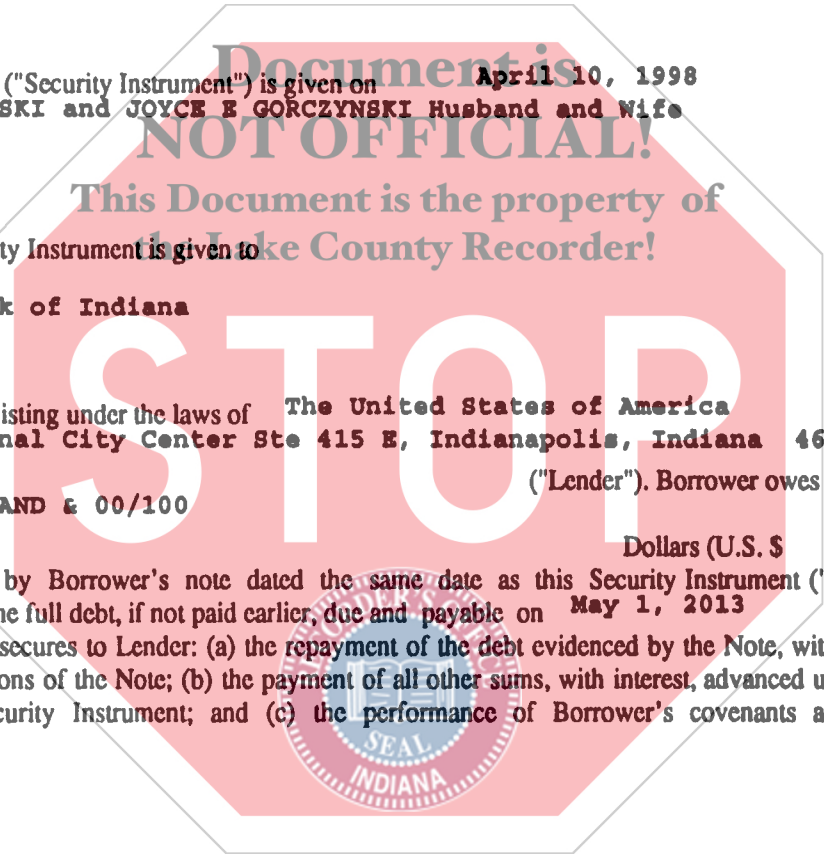 Document is
("Security Instrument") is given on April 10, 1998
SKI and JOYCE E GORCZYNSKI Husband and Wife
NOT OFFICIAL!
This Document is the property of
ty Instrument is given to
the Lake County Recorder!
k of Indiana
STOP
isting under the laws of The United States of America
nal City Center Ste 415 E, Indianapolis, Indiana 46
("Lender"). Borrower owes
AND & 00/100
Dollars (U.S. $
by Borrower's note dated the same date as this Security Instrument ("
he full debt, if not paid earlier, due and payable on May 1, 2013
secures to Lender: (a) the repayment of the debt evidenced by the Note, wit
ons of the Note; (b) the payment of all other sums, with interest, advanced u
curity Instrument; and (c) the performance of Borrower's covenants a
SEAL
INDIANA